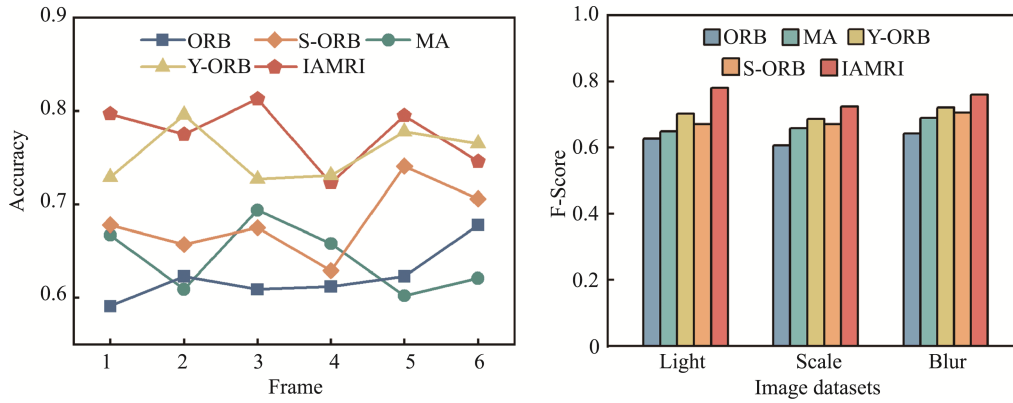 0.9
ORB S-ORB MA
Y-ORB IAMRI
0.8
0.7
0.6
Accuracy
1 2 3 4 5 6
Frame
1.0
ORB MA Y-ORB
S-ORB IAMRI
0.8
0.6
0.4
0.2
0
F-Score
Light Scale Blur
Image datasets